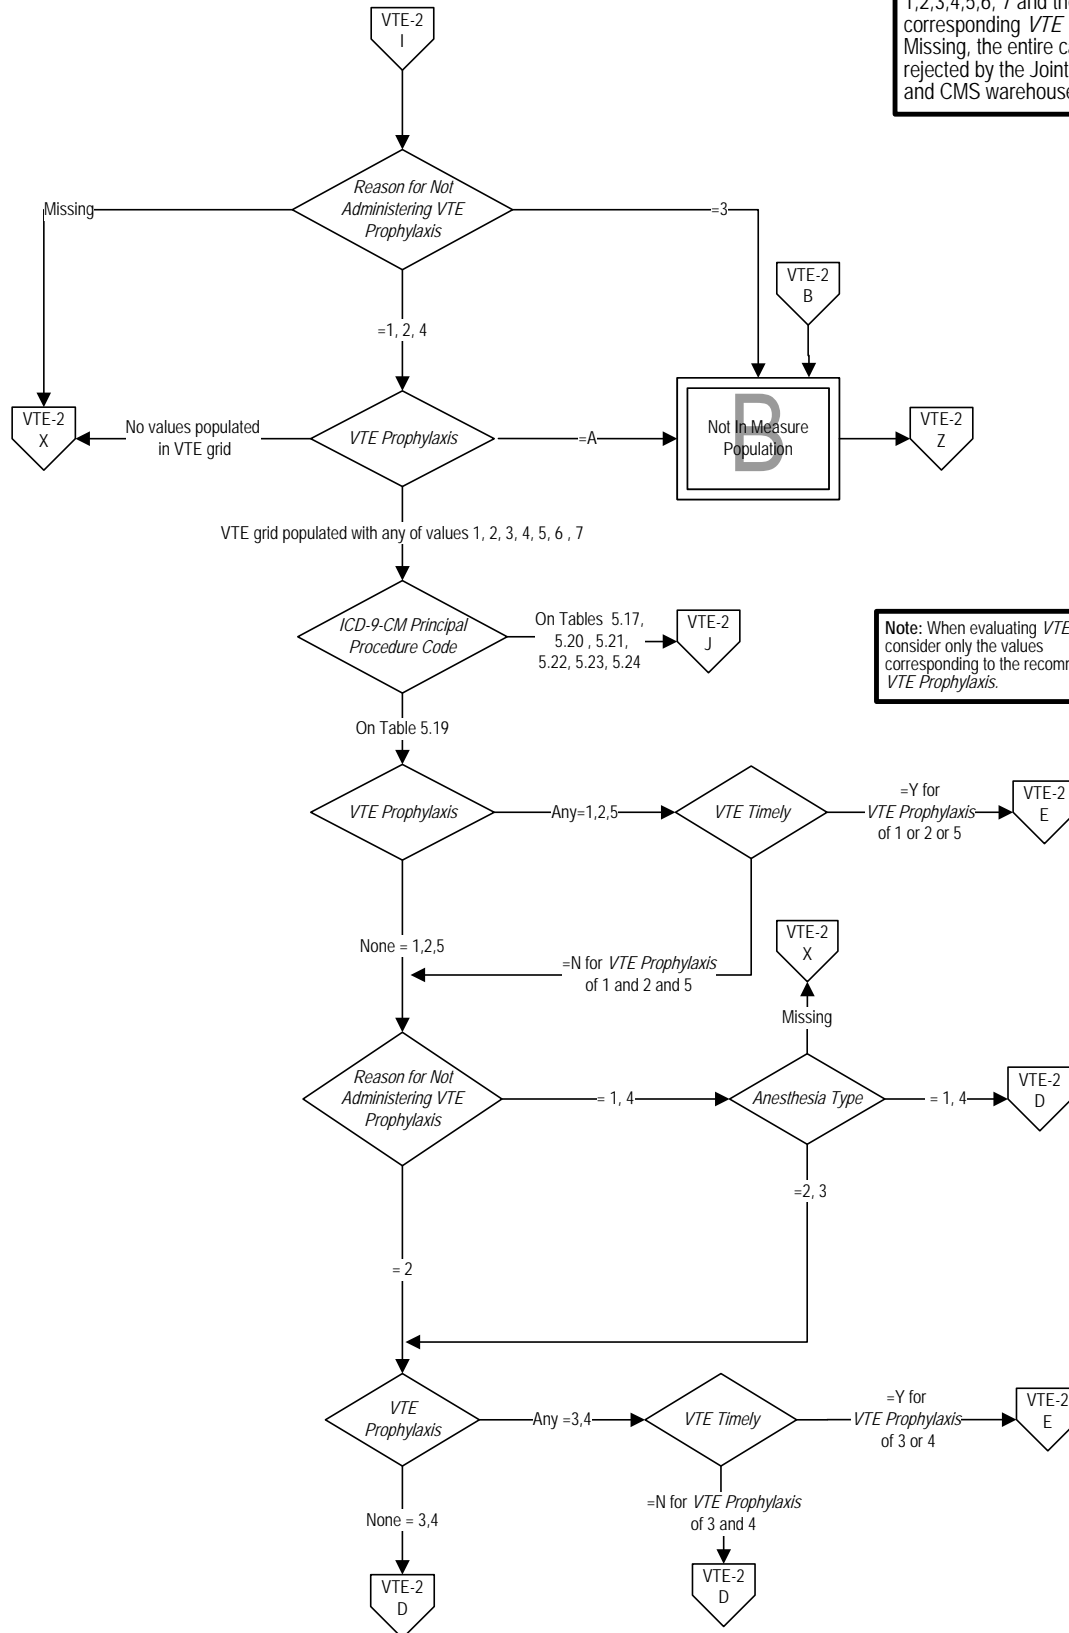 1,2,3,4,5,6, 7 and the
corresponding VTE
Missing, the entire
rejected by the Joint
and CMS
VTE-2
I
Reason for Not
Administering VTE
Prophylaxis
Missing
=3
VTE-2
B
=1, 2, 4
VTE-2
X
No values populated
in VTE grid
VTE Prophylaxis
=A
B
Not In Measure
Population
VTE-2
Z
VTE grid populated with any of values 1, 2, 3, 4, 5, 6 , 7
ICD-9-CM Principal
Procedure Code
On Tables 5.17,
5.20 , 5.21,
5.22, 5.23, 5.24
VTE-2
J
Note: When evaluating VTE
consider only the values
corresponding to the
VTE Prophylaxis.
On Table 5.19
VTE Prophylaxis
Any=1,2,5
VTE Timely
=Y for
VTE Prophylaxis
of 1 or 2 or 5
VTE-2
E
None = 1,2,5
=N for VTE Prophylaxis
of 1 and 2 and 5
VTE-2
X
Missing
Reason for Not
Administering VTE
Prophylaxis
= 1, 4
Anesthesia Type
= 1, 4
VTE-2
D
=2, 3
= 2
VTE
Prophylaxis
Any =3,4
VTE Timely
=Y for
VTE Prophylaxis
of 3 or 4
VTE-2
E
None = 3,4
=N for VTE Prophylaxis
of 3 and 4
VTE-2
D
VTE-2
D